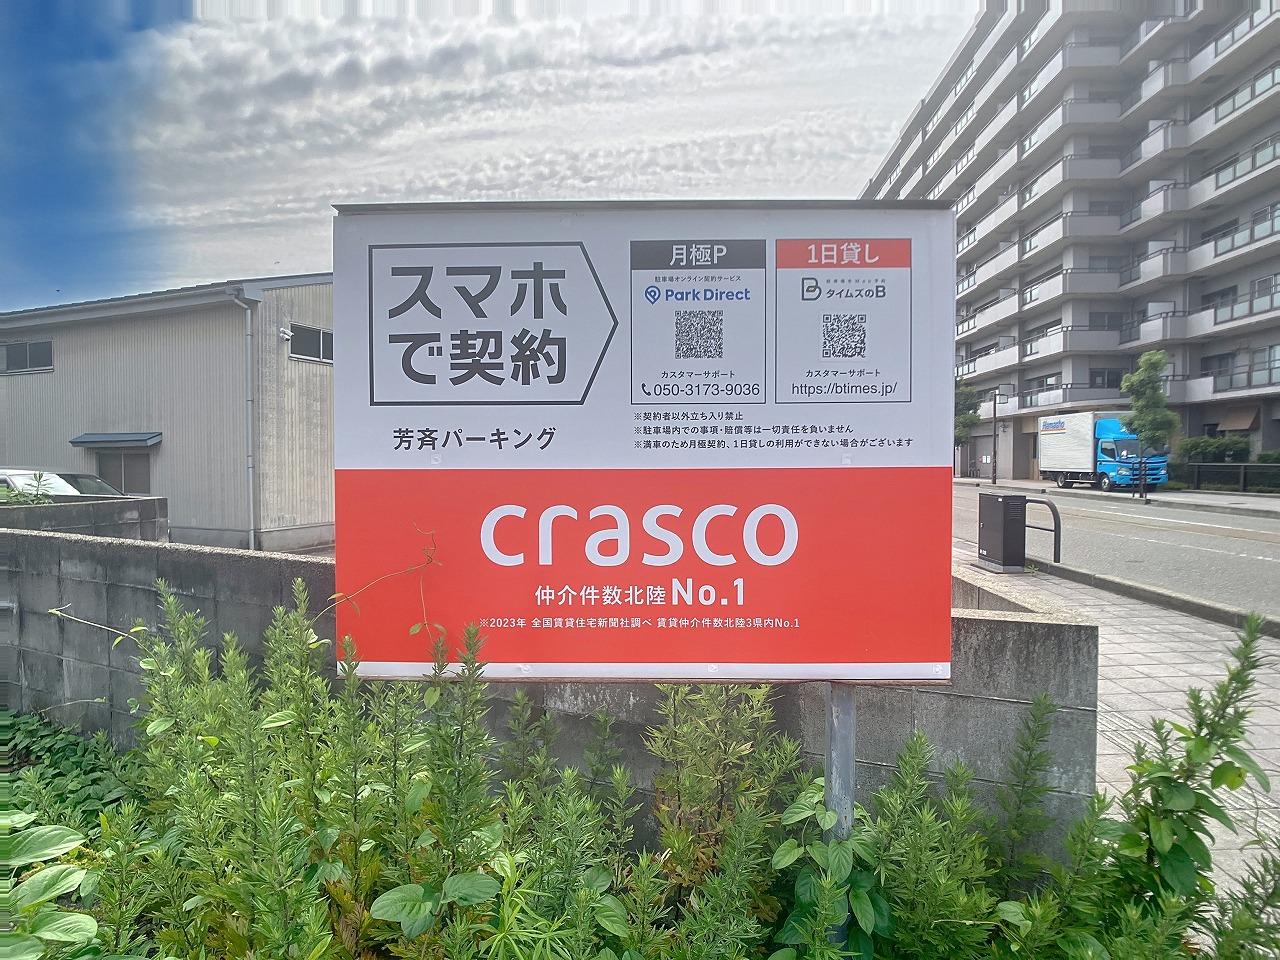 スマホ
で契約
芳斉パーキング
月極P
駐車場オンライン契約サービス
Park Direct
カスタマーサポート
050-3173-9036
1日貸し
タイムズのB
カスタマーサポート
https://btimes.jp/
※契約者以外立ち入り禁止
※駐車場内での事項・賠償等は一切責任を負いません
※満車のため月極契約、1日貸しの利用ができない場合がございます
crasco
仲介件数北陸No.1
※2023年 全国賃貸住宅新聞社調べ 賃貸仲介件数北陸3県内No.1